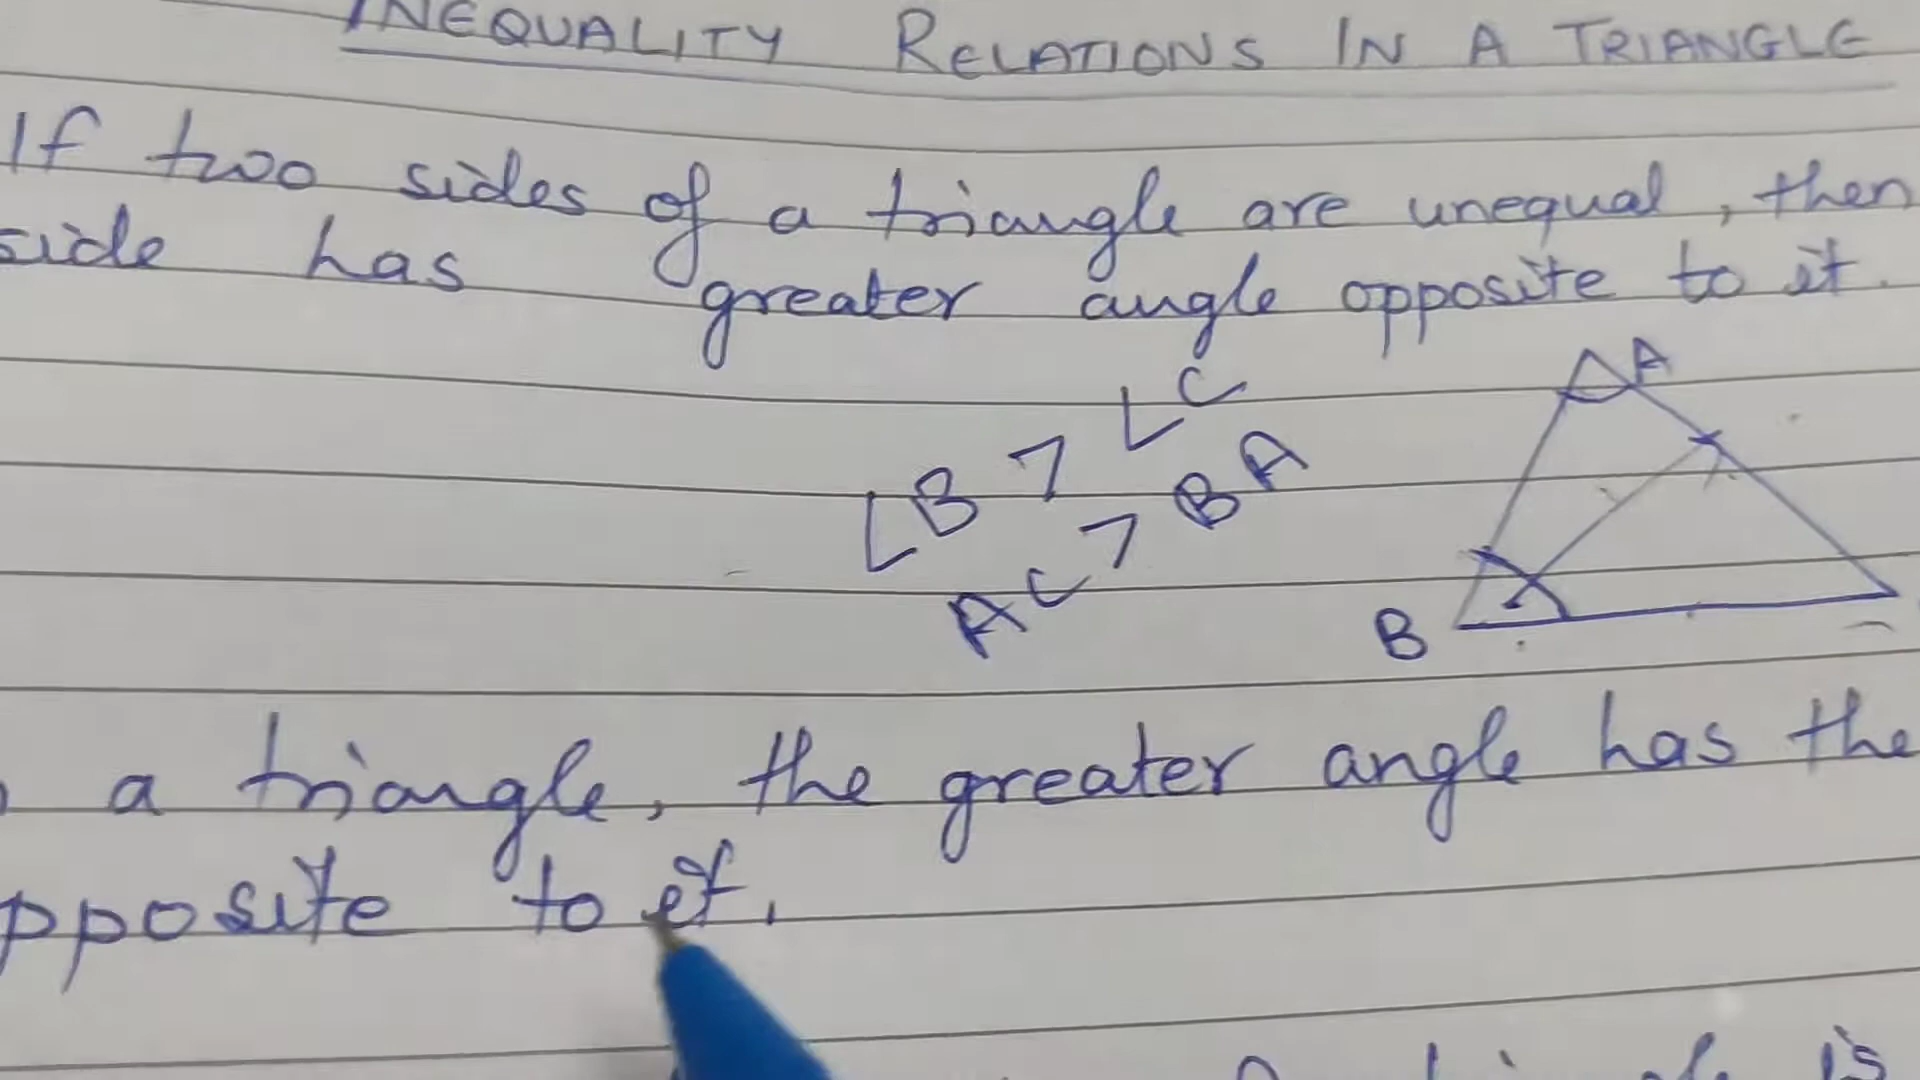 INEQUALITY RELATIONS IN A TRIANGLE
If two sides of a triangle are unequal, then
side has greater angle opposite to it.
A
∠B > ∠C
AC > BA
B
a triangle, the greater angle has the
pposite to it.
is